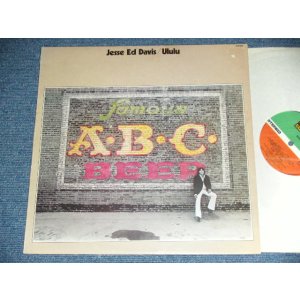 Jesse Ed Davis Ululu
famous
A·B·C·
BEER